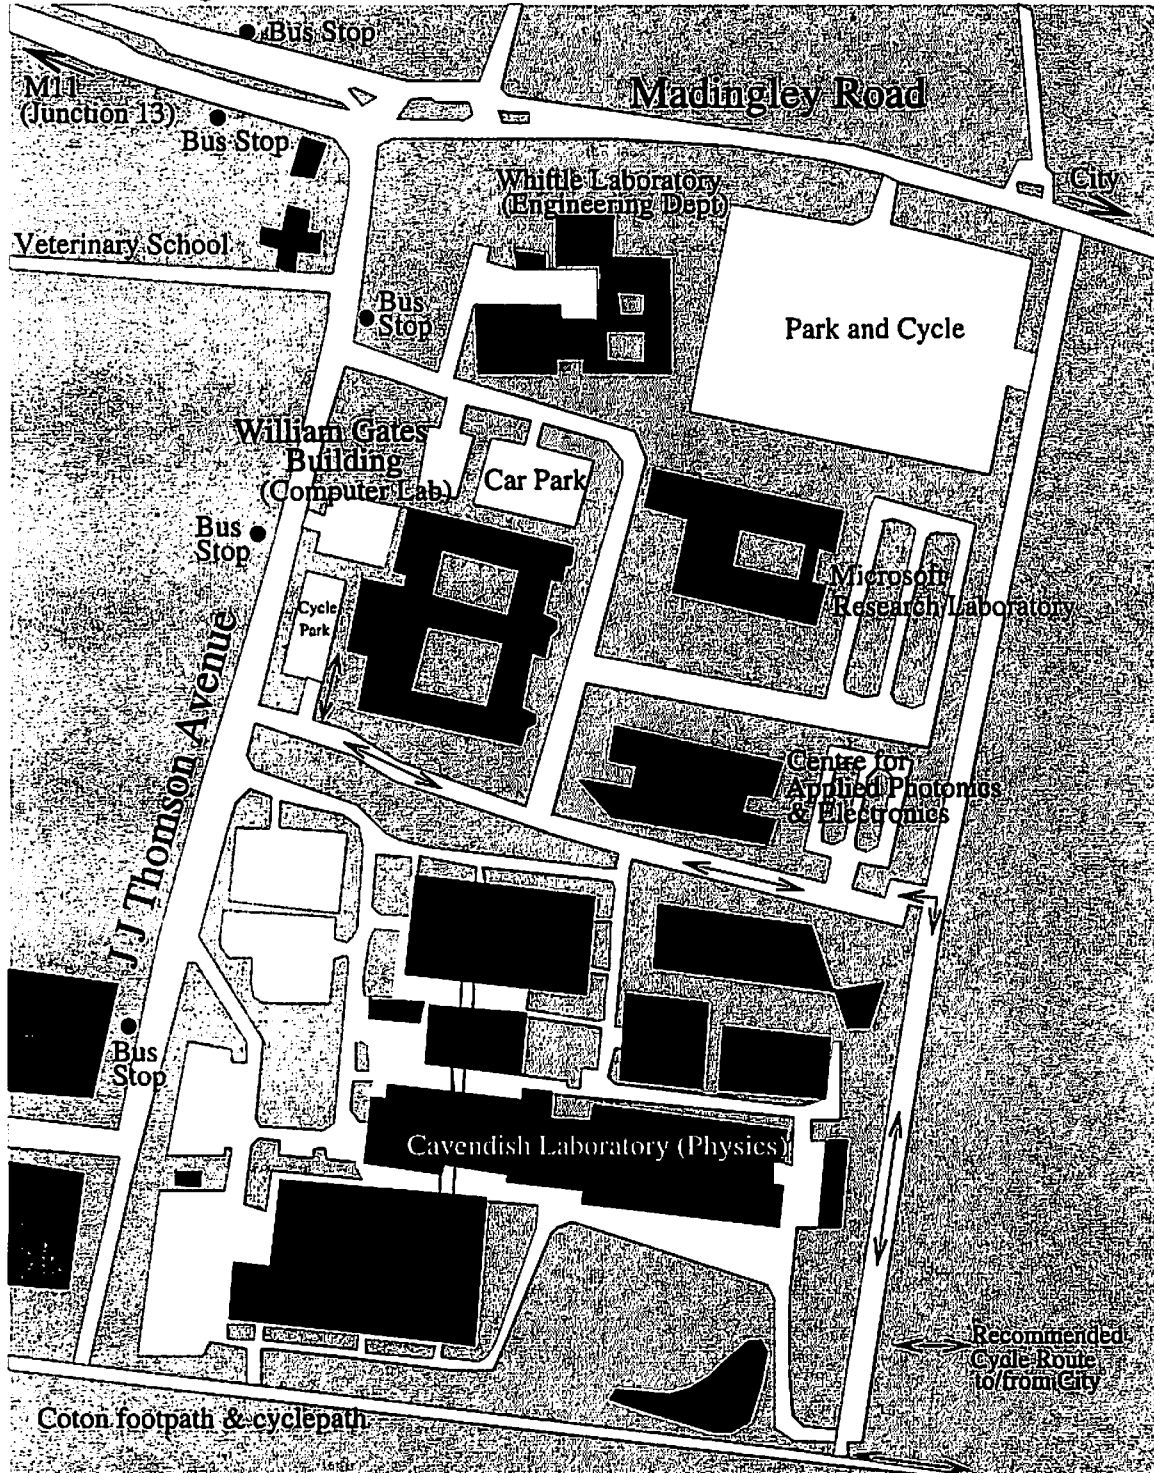 Bus Stop
M11
(Junction 13)
Madingley Road
Bus Stop
City
Whittle Laboratory
(Engineering Dept)
Veterinary School
Bus
Stop
Park and Cycle
William Gates
Building
(Computer Lab)
Car Park
Bus
Stop
Microsoft
Research Laboratory
Cycle
Park
J J Thomson Avenue
Centre for
Applied Photonics
& Electronics
Bus
Stop
Cavendish Laboratory (Physics)
Recommended
Cycle Route
to/from City
Coton footpath & cyclepath